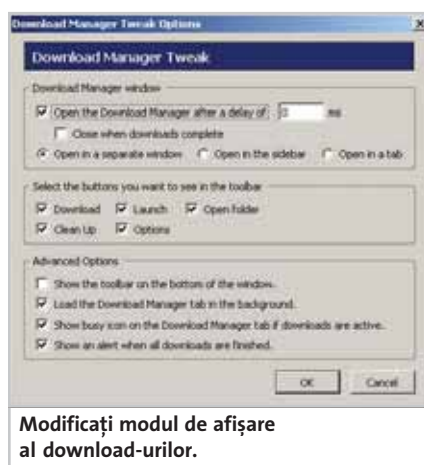 Download Manager Tweak Options
Download Manager Tweak
Download Manager window
Open the Download Manager after a delay of: 0 ms
Close when downloads complete
Open in a separate window Open in the sidebar Open in a tab
Select the buttons you want to see in the toolbar
Download Launch Open Folder
Clean Up Options
Advanced Options
Show the toolbar on the bottom of the window.
Load the Download Manager tab in the background.
Show busy icon on the Download Manager tab if downloads are active.
Show an alert when all downloads are finished.
OK Cancel
Modificați modul de afișare
al download-urilor.